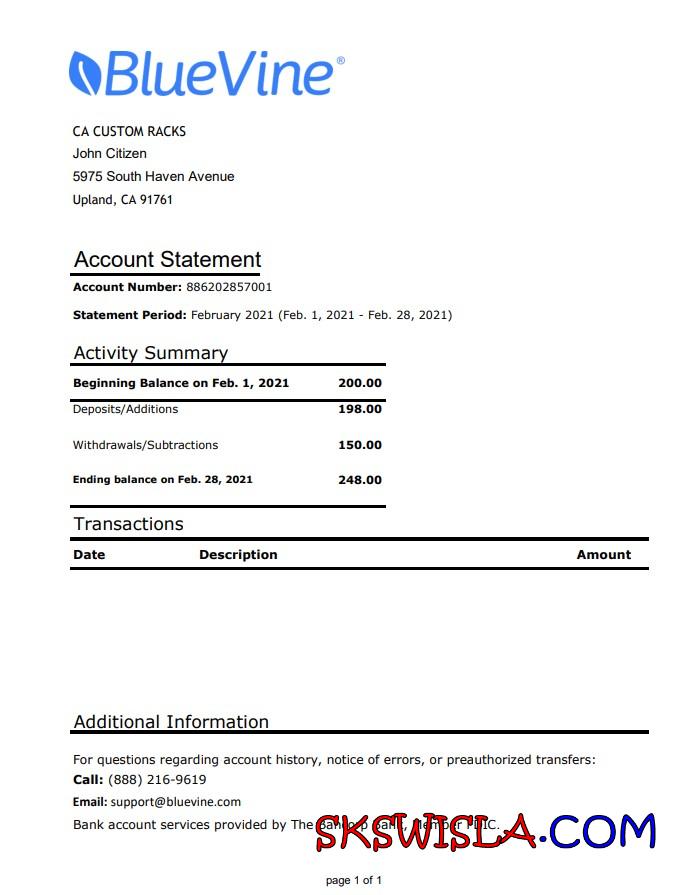 BlueVine®
CA CUSTOM RACKS
John Citizen
5975 South Haven Avenue
Upland, CA 91761
Account Statement
Account Number: 886202857001
Statement Period: February 2021 (Feb. 1, 2021 - Feb. 28, 2021)
Activity Summary
Beginning Balance on Feb. 1, 2021 200.00
Deposits/Additions 198.00
Withdrawals/Subtractions 150.00
Ending balance on Feb. 28, 2021 248.00
Transactions
Date Description Amount
Additional Information
For questions regarding account history, notice of errors, or preauthorized transfers:
Call: (888) 216-9619
Email: support@bluevine.com
Bank account services provided by The Bancorp Bank, Member FDIC.
SKSWISLA.COM
page 1 of 1